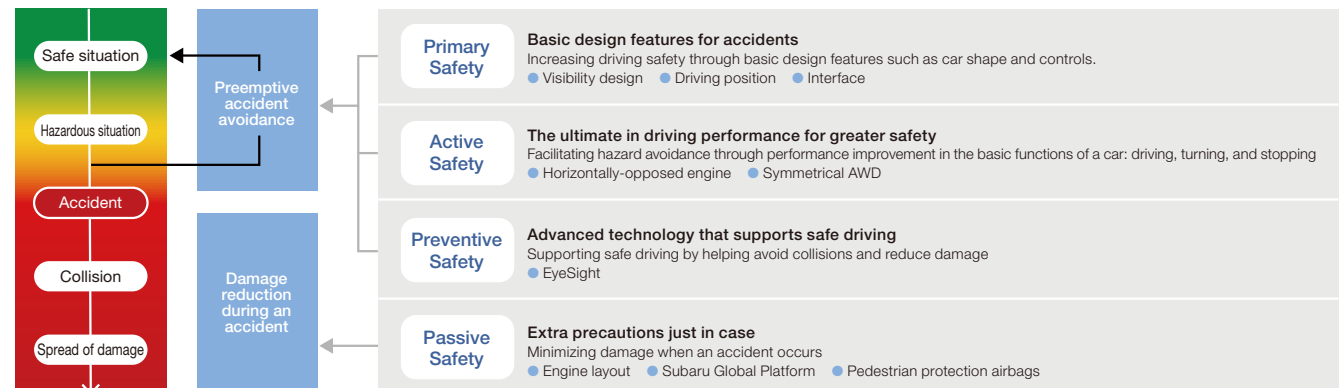 Safe situation
Hazardous situation
Accident
Collision
Spread of damage
Preemptive
accident
avoidance
Damage
reduction
during an
accident
Primary
Safety
Basic design features for accidents
Increasing driving safety through basic design features such as car shape and controls.
Visibility design Driving position Interface
Active
Safety
The ultimate in driving performance for greater safety
Facilitating hazard avoidance through performance improvement in the basic functions of a car: driving, turning, and stopping
Horizontally-opposed engine Symmetrical AWD
Preventive
Safety
Advanced technology that supports safe driving
Supporting safe driving by helping avoid collisions and reduce damage
EyeSight
Passive
Safety
Extra precautions just in case
Minimizing damage when an accident occurs
Engine layout Subaru Global Platform Pedestrian protection airbags